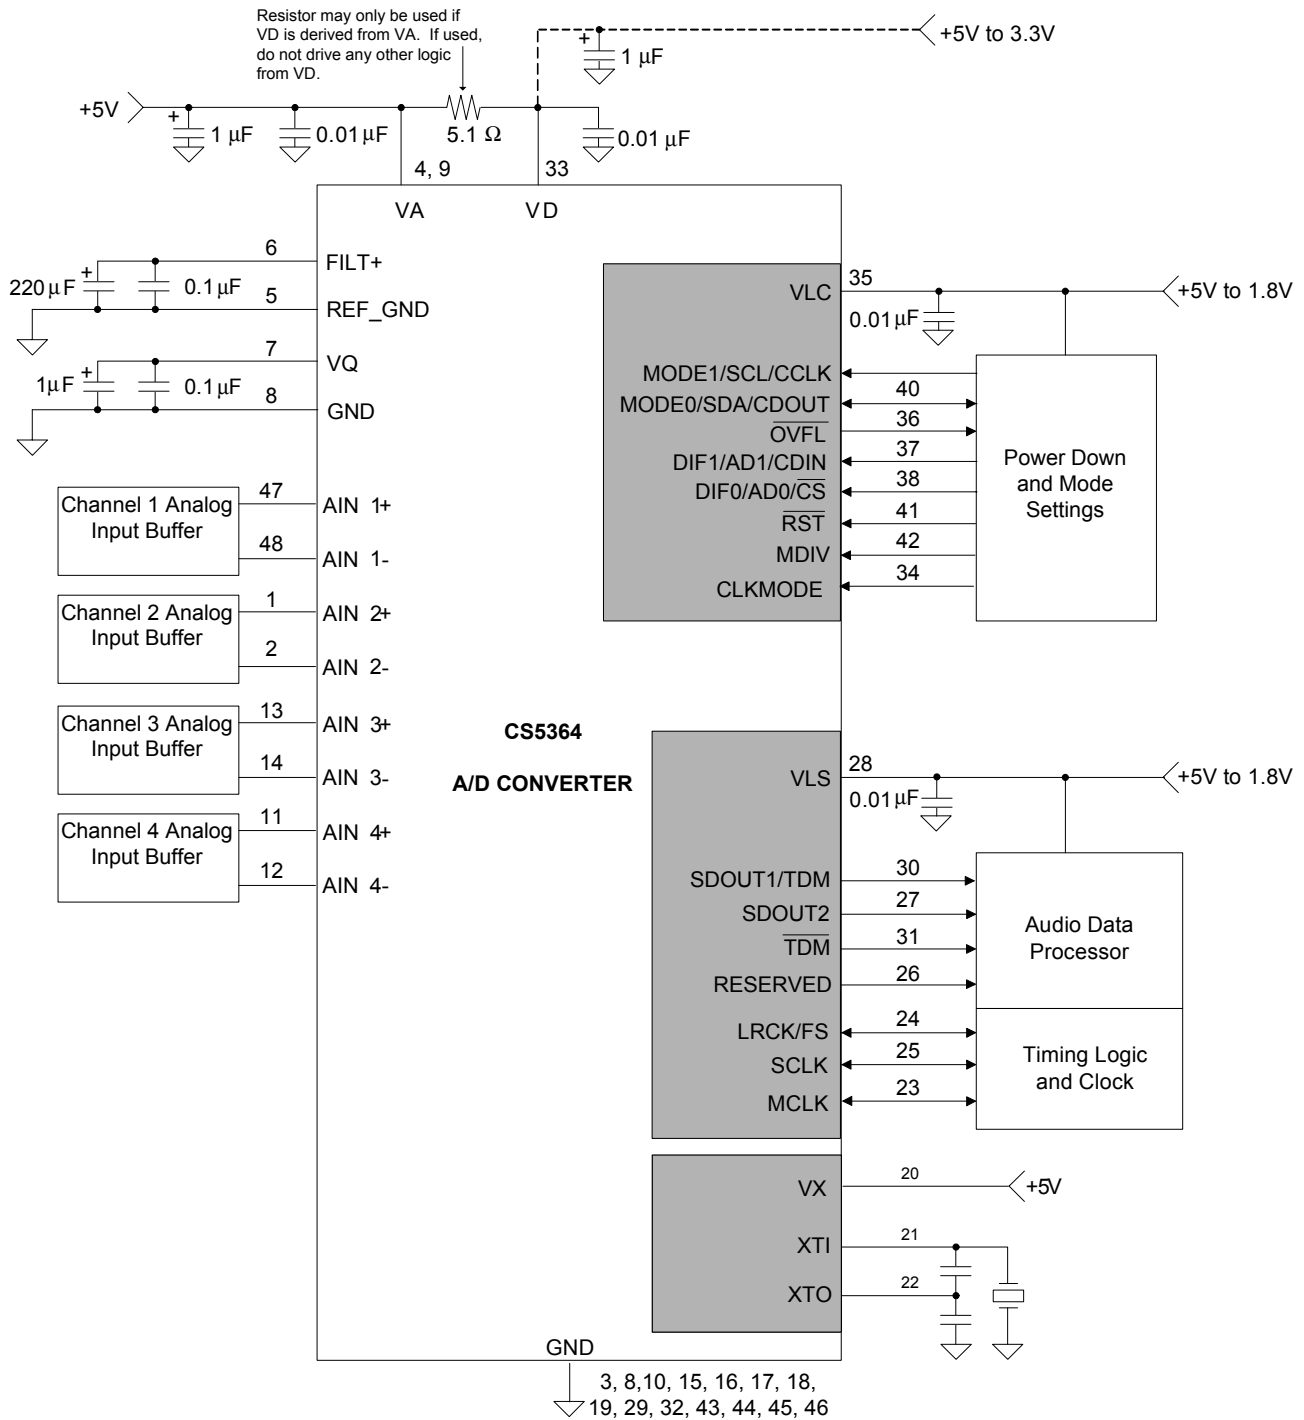 Resistor may only be used if
VD is derived from VA. If used,
do not drive any other logic
from VD.
+5V to 3.3V
+
1 µF
+5V
+
1 µF
0.01 µF
5.1 Ω
0.01 µF
4, 9
33
VA
VD
6
FILT+
220 µF
+
0.1 µF
5
REF_GND
7
VQ
1 µF
+
0.1 µF
8
GND
Channel 1 Analog
Input Buffer
47
AIN 1+
48
AIN 1-
Channel 2 Analog
Input Buffer
1
AIN 2+
2
AIN 2-
Channel 3 Analog
Input Buffer
13
AIN 3+
14
AIN 3-
Channel 4 Analog
Input Buffer
11
AIN 4+
12
AIN 4-
CS5364
A/D CONVERTER
VLC
35
0.01 µF
+5V to 1.8V
MODE1/SCL/CCLK
MODE0/SDA/CDOUT
40
OVFL
36
DIF1/AD1/CDIN
37
DIF0/AD0/CS
38
RST
41
MDIV
42
CLKMODE
34
Power Down
and Mode
Settings
VLS
28
0.01 µF
+5V to 1.8V
SDOUT1/TDM
30
SDOUT2
27
TDM
31
RESERVED
26
Audio Data
Processor
LRCK/FS
24
SCLK
25
MCLK
23
Timing Logic
and Clock
VX
20
+5V
XTI
21
XTO
22
GND
3, 8,10, 15, 16, 17, 18,
19, 29, 32, 43, 44, 45, 46